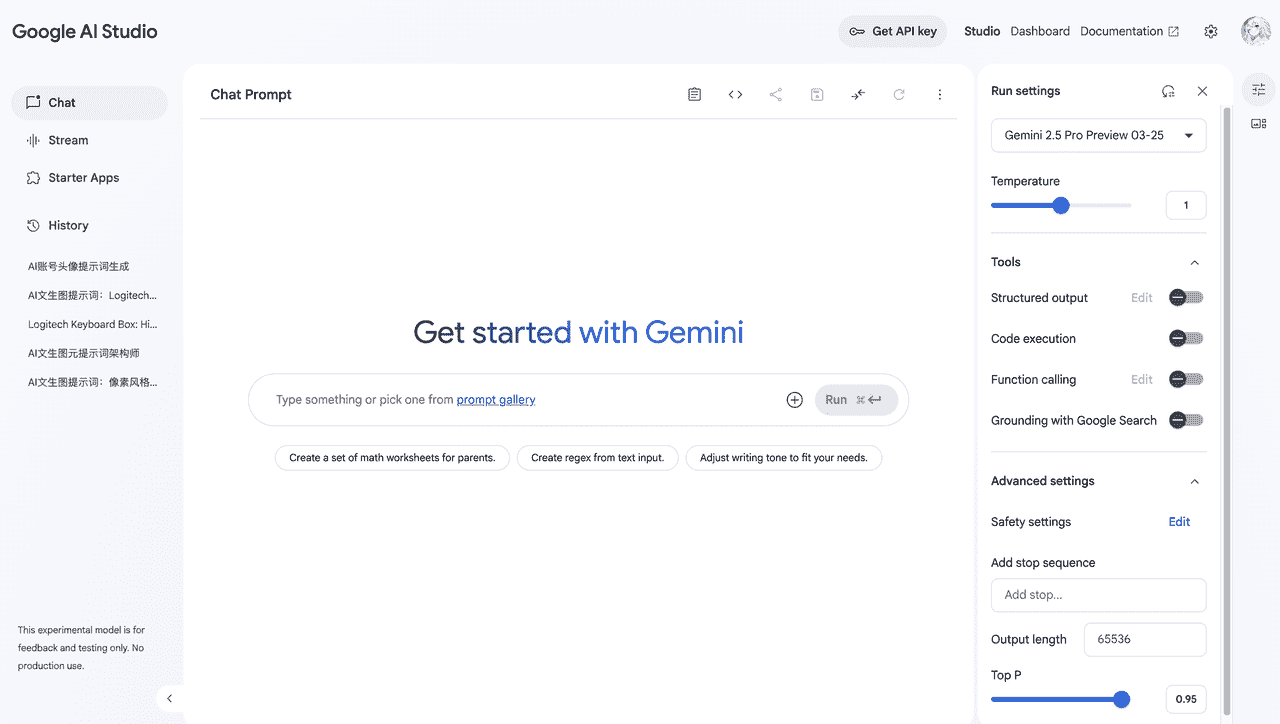 Google AI Studio
Get API key
Studio
Dashboard
Documentation
Chat
Stream
Starter Apps
History
AI账号头像提示词生成
AI文生图提示词：Logitech...
Logitech Keyboard Box: Hi...
AI文生图元提示词架构师
AI文生图提示词：像素风格...
This experimental model is for
feedback and testing only. No
production use.
Chat Prompt
Get started with Gemini
Type something or pick one from prompt gallery
Run ⌘↵
Create a set of math worksheets for parents.
Create regex from text input.
Adjust writing tone to fit your needs.
Run settings
Gemini 2.5 Pro Preview 03-25
Temperature
1
Tools
Structured output
Edit
Code execution
Function calling
Edit
Grounding with Google Search
Advanced settings
Safety settings
Edit
Add stop sequence
Add stop...
Output length
65536
Top P
0.95